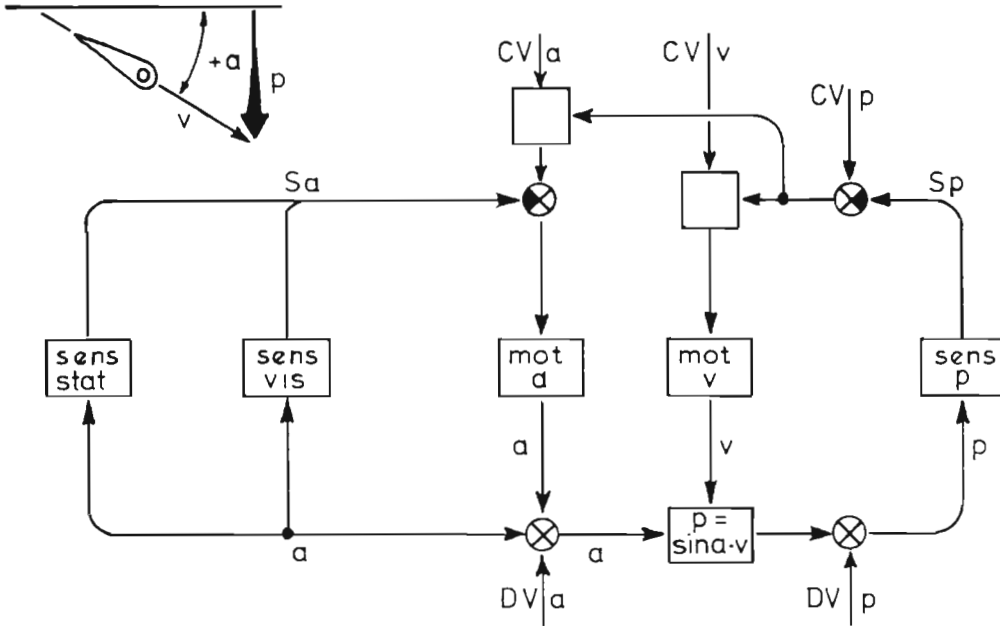 +a
p
v
CV a
CV v
CV p
Sa
Sp
sens
stat
sens
vis
mot
a
mot
v
sens
p
a
v
p
p =
sina·v
a
a
DV a
DV p